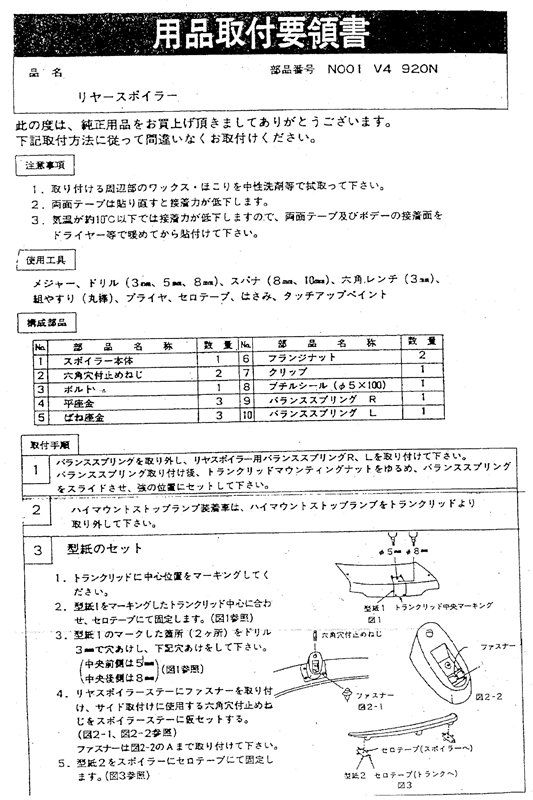 用品取付要領書
品 名
部品番号 N001 V4 920N
リヤースポイラー
此の度は、純正用品をお買上げ頂きましてありがとうございます。
下記取付方法に従って間違いなくお取付けください。
注意事項
1．取り付ける周辺部のワックス・ほこりを中性洗剤等で拭取って下さい。
2．両面テープは貼り直すと接着力が低下します。
3．気温が約10℃以下では接着力が低下しますので、両面テープ及びボデーの接着面を
ドライヤー等で暖めてから貼付けて下さい。
使用工具
メジャー、ドリル（3㎜、5㎜、8㎜）、スパナ（8㎜、10㎜）、六角レンチ（3㎜）、
組やすり（丸棒）、プライヤ、セロテープ、はさみ、タッチアップペイント
構成部品
No. 部品名称 数量 No. 部品名称 数量
1 スポイラー本体 1 6 フランジナット 2
2 六角穴付止めねじ 2 7 クリップ 1
3 ボルト 1 8 ブチルシール（φ5×100） 1
4 平座金 3 9 バランススプリング R 1
5 ばね座金 3 10 バランススプリング L 1
取付手順
1 バランススプリングを取り外し、リヤスポイラー用バランススプリングR、Lを取り付けて下さい。
バランススプリング取り付け後、トランクリッドマウンティングナットをゆるめ、バランススプリング
をスライドさせ、強の位置にセットして下さい。
2 ハイマウントストップランプ装着車は、ハイマウントストップランプをトランクリッドより
取り外して下さい。
3 型紙のセット
1．トランクリッドに中心位置をマーキングしてく
ださい。
2．型紙1をマーキングしたトランクリッド中心に合わ
せ、セロテープにて固定します。（図1参照）
3．型紙1のマークした箇所（2ヶ所）をドリル
3㎜で穴あけし、下記穴あけをして下さい。
（中央前側は5㎜
中央後側は8㎜）（図1参照）
4．リヤスポイラーステーにファスナーを取り付
け、サイド取付けに使用する六角穴付止めね
じをスポイラーステーに仮セットする。
（図2-1、図2-2参照）
ファスナーは図2-2のAまで取り付けて下さい。
5．型紙2をスポイラーにセロテープにて固定し
ます。（図3参照）
φ5㎜ φ8㎜
型紙1 トランクリッド中央マーキング
図1
六角穴付止めねじ
ファスナー
ファスナー
図2-1
図2-2
セロテープ（スポイラーへ）
型紙2 セロテープ（トランクへ）
図3